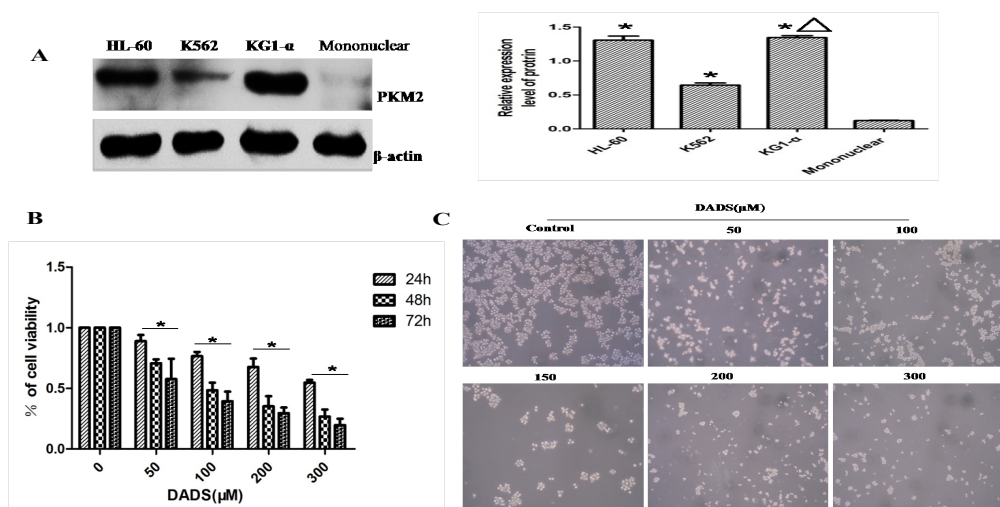 A
HL-60 K562 KG1-α Mononuclear
PKM2
β-actin
Relative expression
level of protrin
1.5
1.0
0.5
0.0
*
*
* △
HL-60
K562
KG1-α
Mononuclear
B
% of cell viability
1.5
1.0
0.5
0.0
*
*
*
*
24h
48h
72h
0
50
100
200
300
DADS(μM)
C
DADS(μM)
Control 50 100
150 200 300